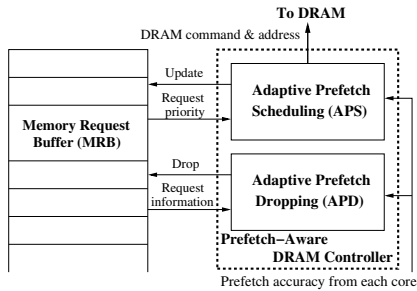 To DRAM
DRAM command & address
Update
Request
priority
Adaptive Prefetch
Scheduling (APS)
Memory Request
Buffer (MRB)
Drop
Request
information
Adaptive Prefetch
Dropping (APD)
Prefetch−Aware
DRAM Controller
Prefetch accuracy from each core